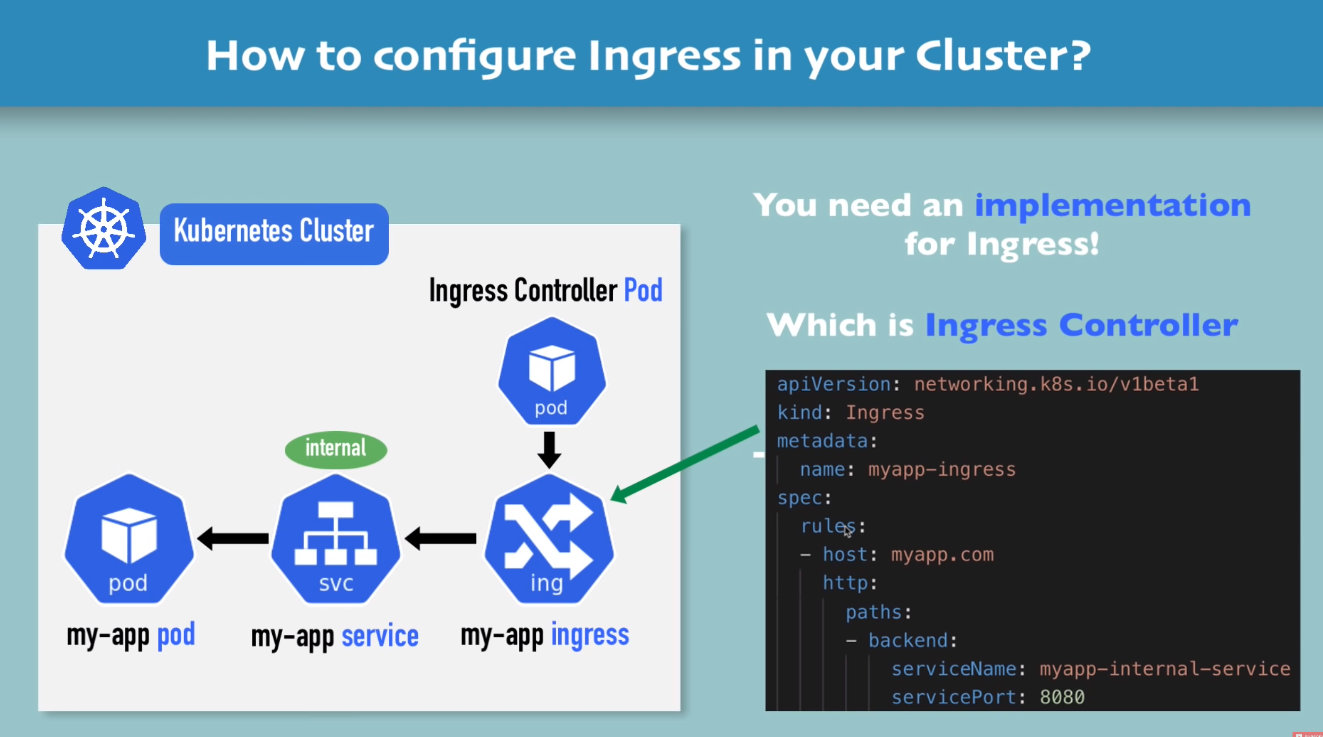 How to configure Ingress in your Cluster?
Kubernetes Cluster
Ingress Controller Pod
pod
internal
pod
svc
ing
my-app pod
my-app service
my-app ingress
You need an implementation
for Ingress!
Which is Ingress Controller
apiVersion: networking.k8s.io/v1beta1
kind: Ingress
metadata:
name: myapp-ingress
spec:
rules:
- host: myapp.com
http:
paths:
- backend:
serviceName: myapp-internal-service
servicePort: 8080